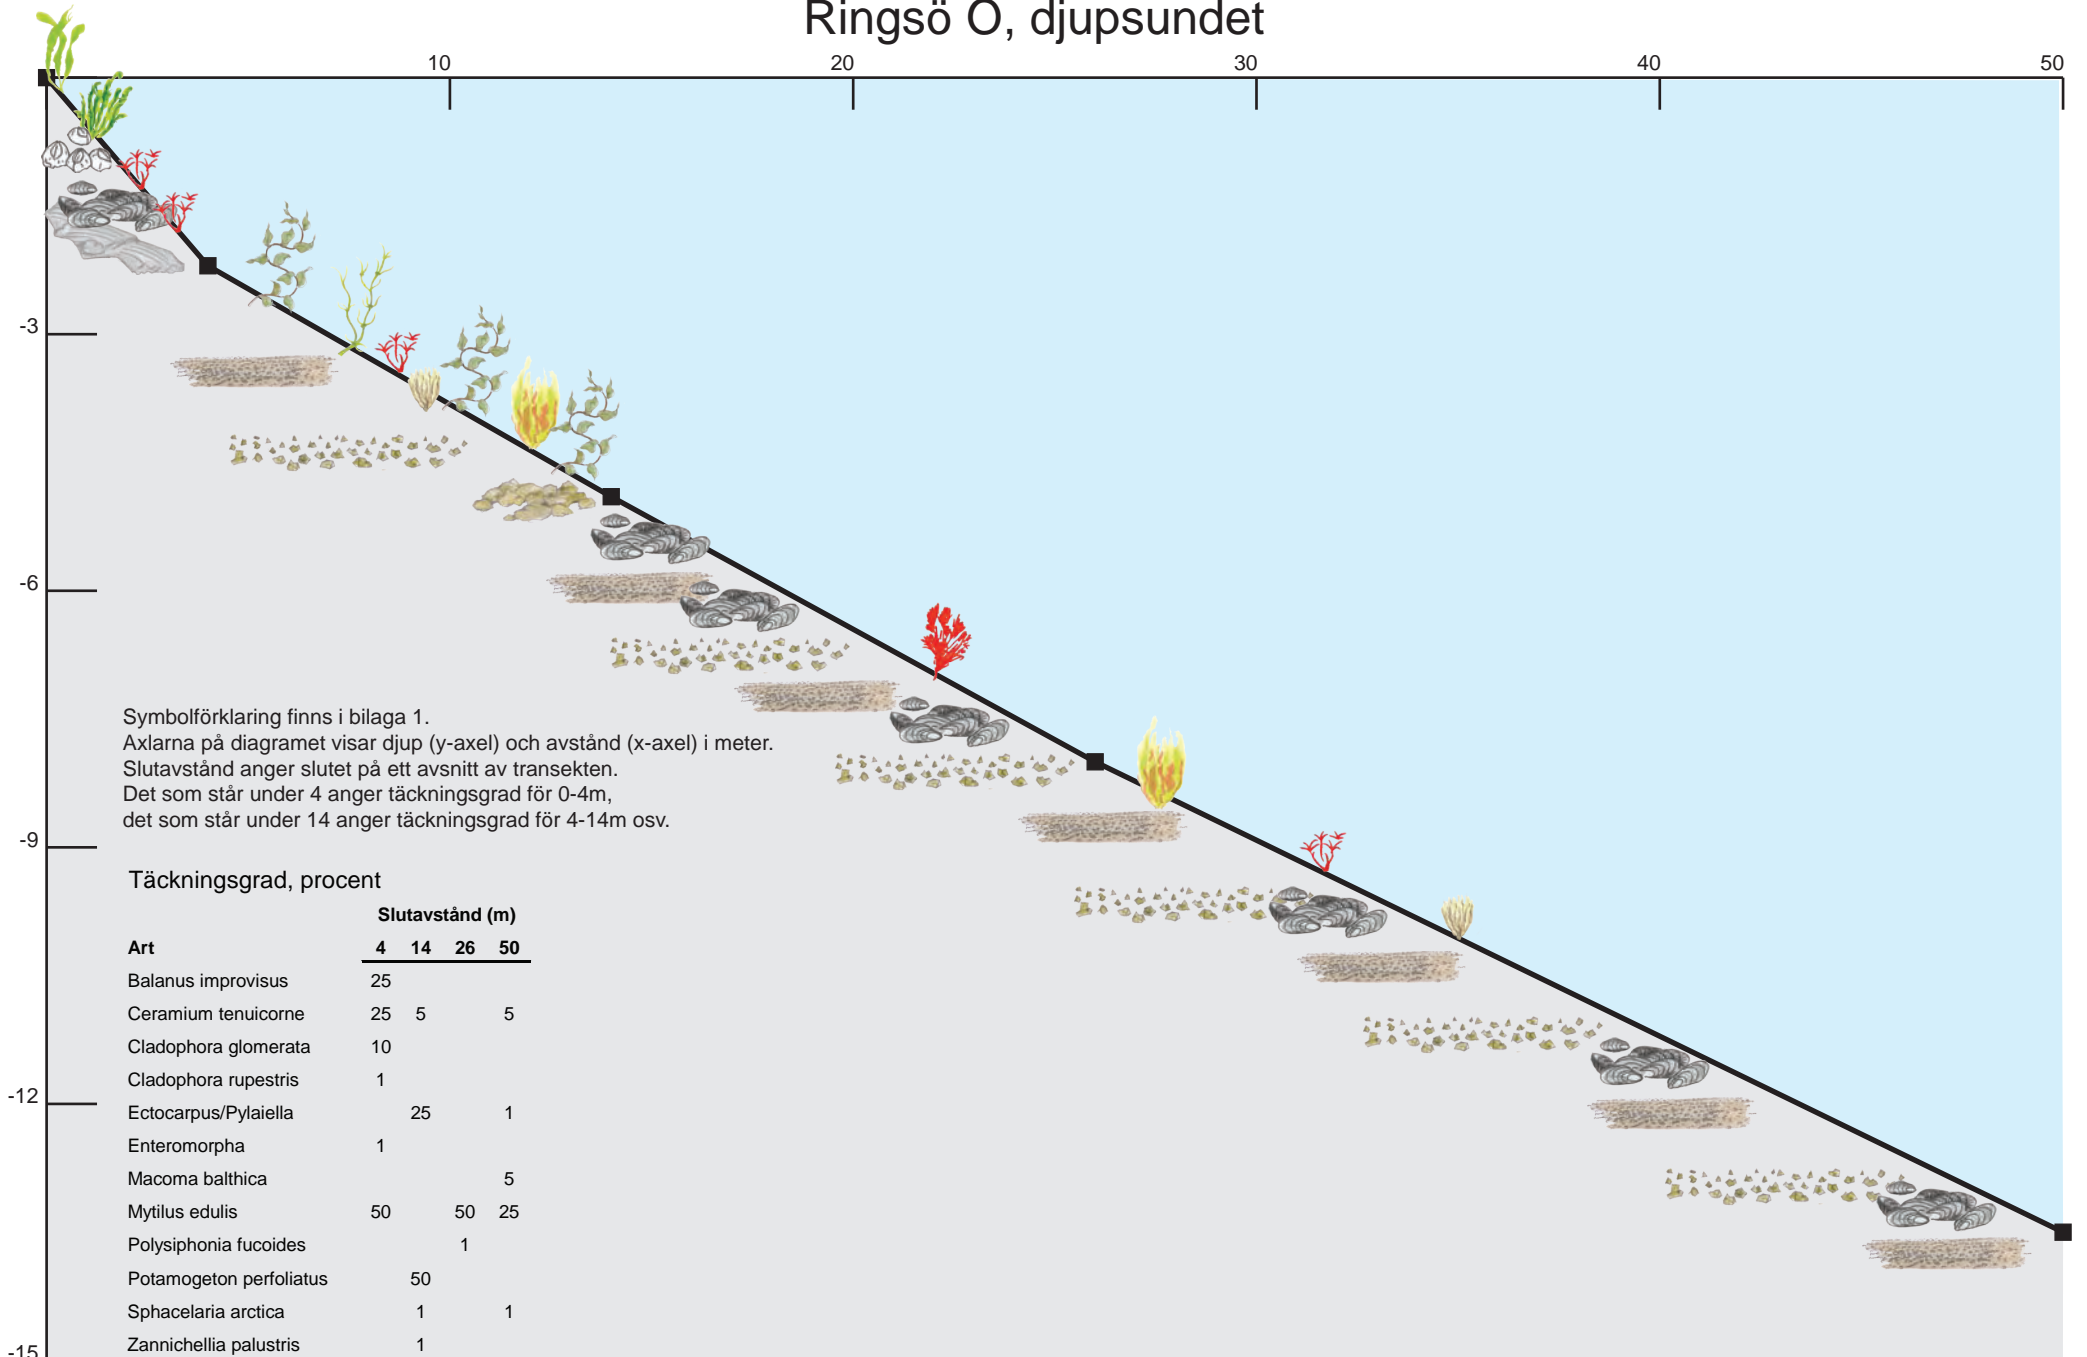 Ringsö O, djupsundet
10 20 30 40 50
-3
-6
-9
-12
-15
Symbolförklaring finns i bilaga 1.
Axlarna på diagramet visar djup (y-axel) och avstånd (x-axel) i meter.
Slutavstånd anger slutet på ett avsnitt av transekten.
Det som står under 4 anger täckningsgrad för 0-4m,
det som står under 14 anger täckningsgrad för 4-14m osv.
Täckningsgrad, procent
Slutavstånd (m)
Art 4 14 26 50
Balanus improvisus 25
Ceramium tenuicorne 25 5 5
Cladophora glomerata 10
Cladophora rupestris 1
Ectocarpus/Pylaiella 25 1
Enteromorpha 1
Macoma balthica 5
Mytilus edulis 50 50 25
Polysiphonia fucoides 1
Potamogeton perfoliatus 50
Sphacelaria arctica 1 1
Zannichellia palustris 1